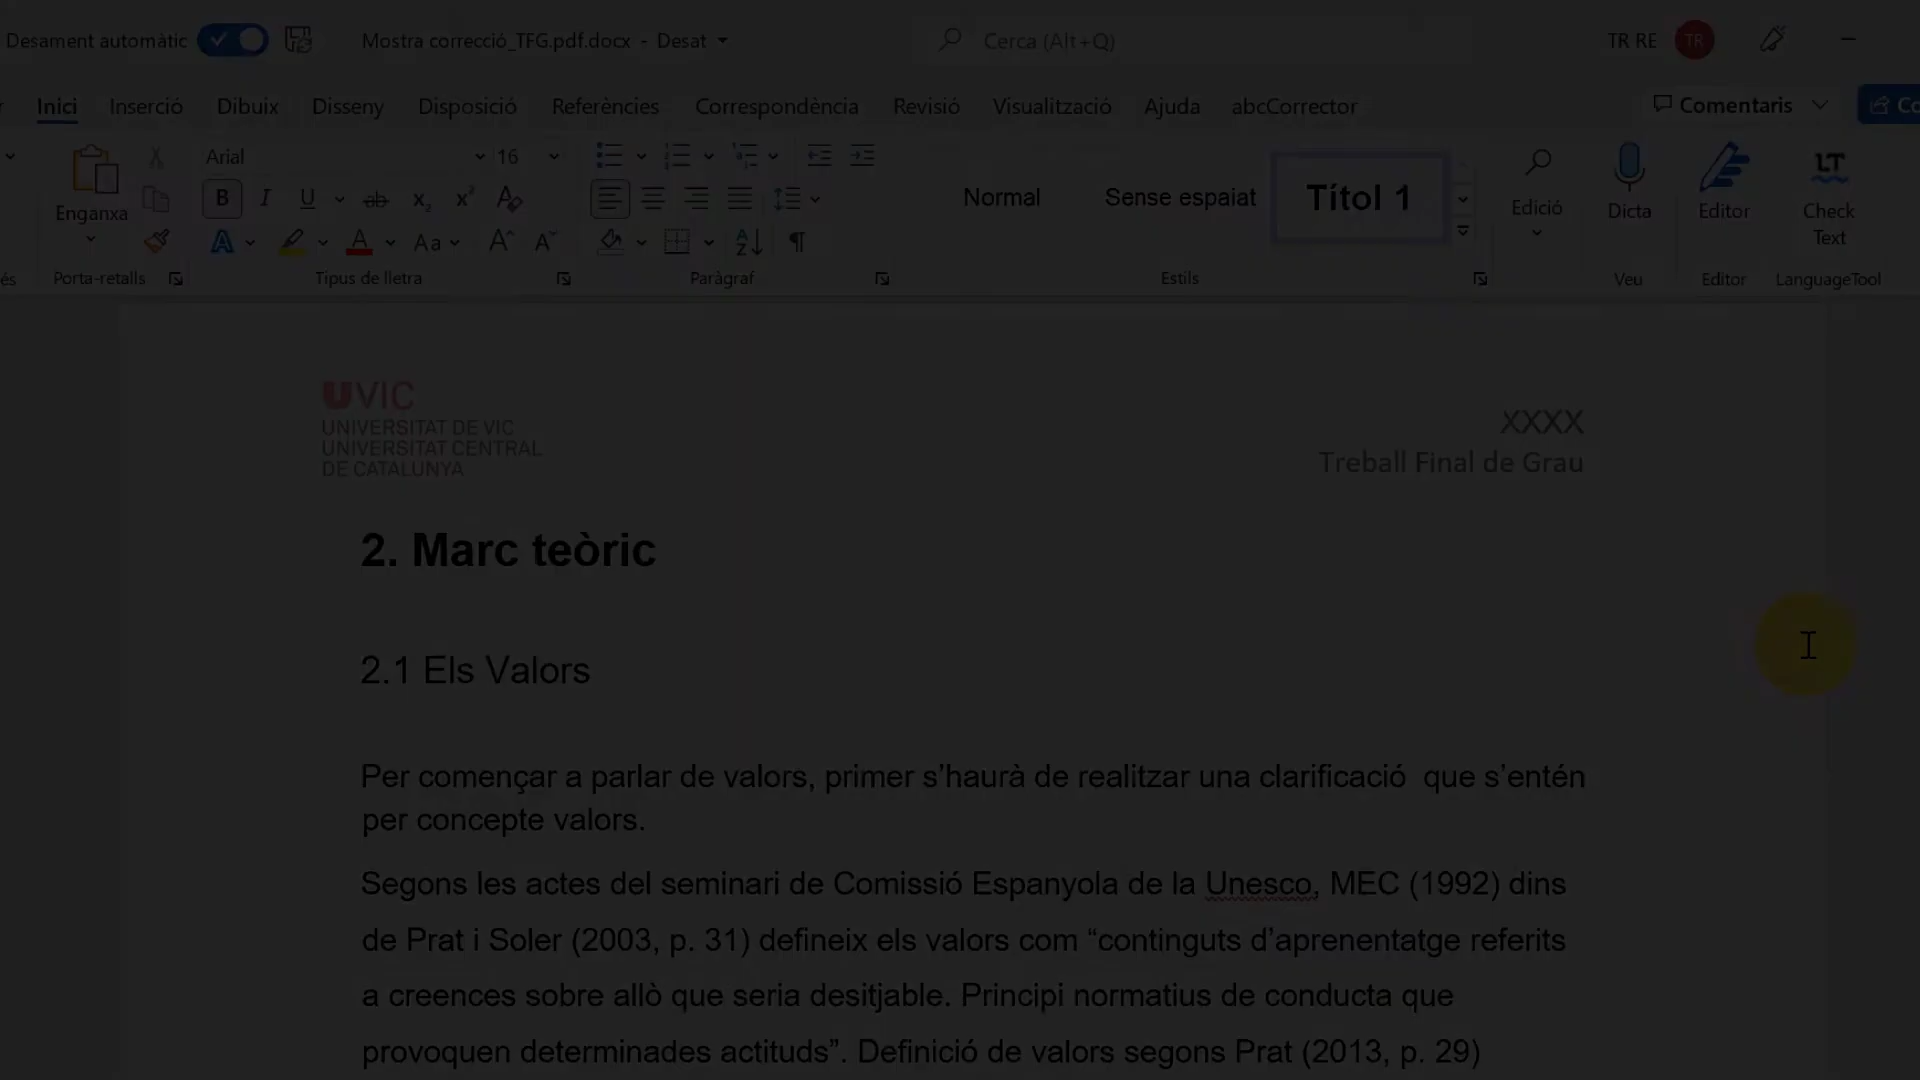 Desament automàtic Mostra correcció_TFG.pdf.docx - Desat Cerca (Alt+Q) TR RE TR
Inici Inserció Dibuix Disseny Disposició Referències Correspondència Revisió Visualització Ajuda abcCorrector Comentaris Co
Enganxa
Porta-retalls
Arial 16
Tipus de lletra
Paràgraf
Normal Sense espaiat Títol 1
Estils
Edició
Dicta
Veu
Editor
Editor
LT
Check
Text
LanguageTool
és
UVIC
UNIVERSITAT DE VIC
UNIVERSITAT CENTRAL
DE CATALUNYA
XXXX
Treball Final de Grau
2. Marc teòric
2.1 Els Valors
Per començar a parlar de valors, primer s’haurà de realitzar una clarificació  que s’entén
per concepte valors.
Segons les actes del seminari de Comissió Espanyola de la Unesco, MEC (1992) dins
de Prat i Soler (2003, p. 31) defineix els valors com “continguts d’aprenentatge referits
a creences sobre allò que seria desitjable. Principi normatius de conducta que
provoquen determinades actituds”. Definició de valors segons Prat (2013, p. 29)